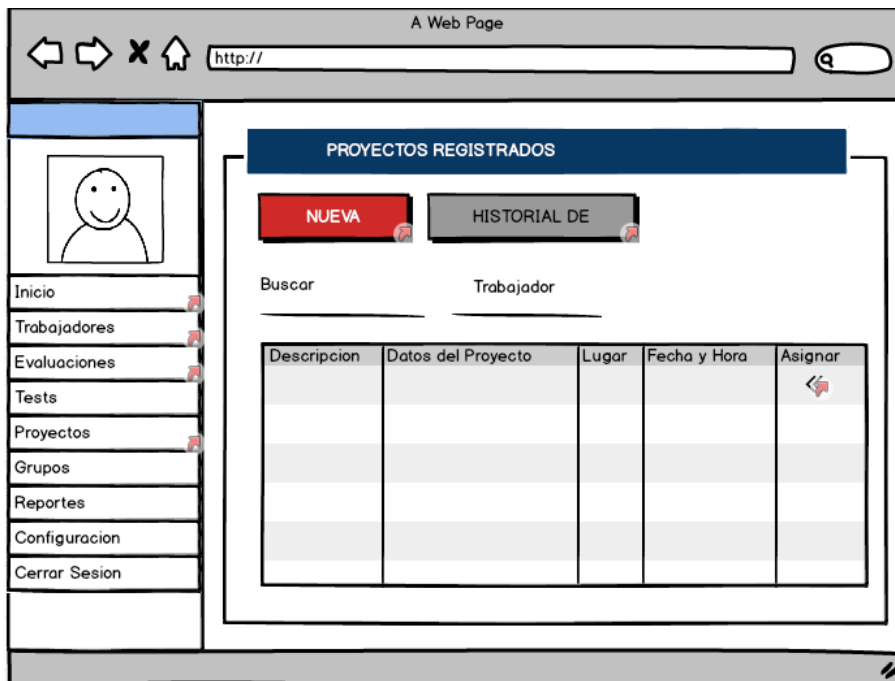 A Web Page
http://
PROYECTOS REGISTRADOS
NUEVA
HISTORIAL DE
Buscar
Trabajador
Inicio
Trabajadores
Evaluaciones
Tests
Proyectos
Grupos
Reportes
Configuracion
Cerrar Sesion
Descripcion Datos del Proyecto Lugar Fecha y Hora Asignar